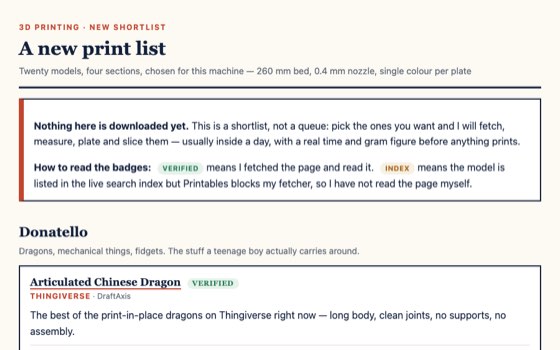 3D PRINTING · NEW SHORTLIST
A new print list
Twenty models, four sections, chosen for this machine — 260 mm bed, 0.4 mm nozzle, single colour per plate
Nothing here is downloaded yet. This is a shortlist, not a queue: pick the ones you want and I will fetch,
measure, plate and slice them — usually inside a day, with a real time and gram figure before anything prints.
How to read the badges: VERIFIED means I fetched the page and read it. INDEX means the model is
listed in the live search index but Printables blocks my fetcher, so I have not read the page myself.
Donatello
Dragons, mechanical things, fidgets. The stuff a teenage boy actually carries around.
Articulated Chinese Dragon VERIFIED
THINGIVERSE · DraftAxis
The best of the print-in-place dragons on Thingiverse right now — long body, clean joints, no supports, no
assembly.